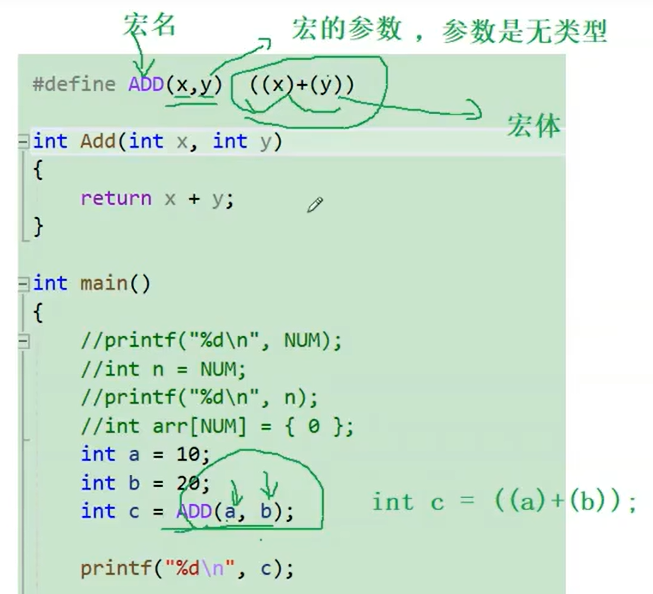 宏名
宏的参数 ，参数是无类型
#define ADD(x,y) ((x)+(y))
宏体
int Add(int x, int y)
{
return x + y;
}
int main()
{
//printf("%d\n", NUM);
//int n = NUM;
//printf("%d\n", n);
//int arr[NUM] = { 0 };
int a = 10;
int b = 20;
int c = ADD(a, b);
int c = ((a)+(b));
printf("%d\n", c);